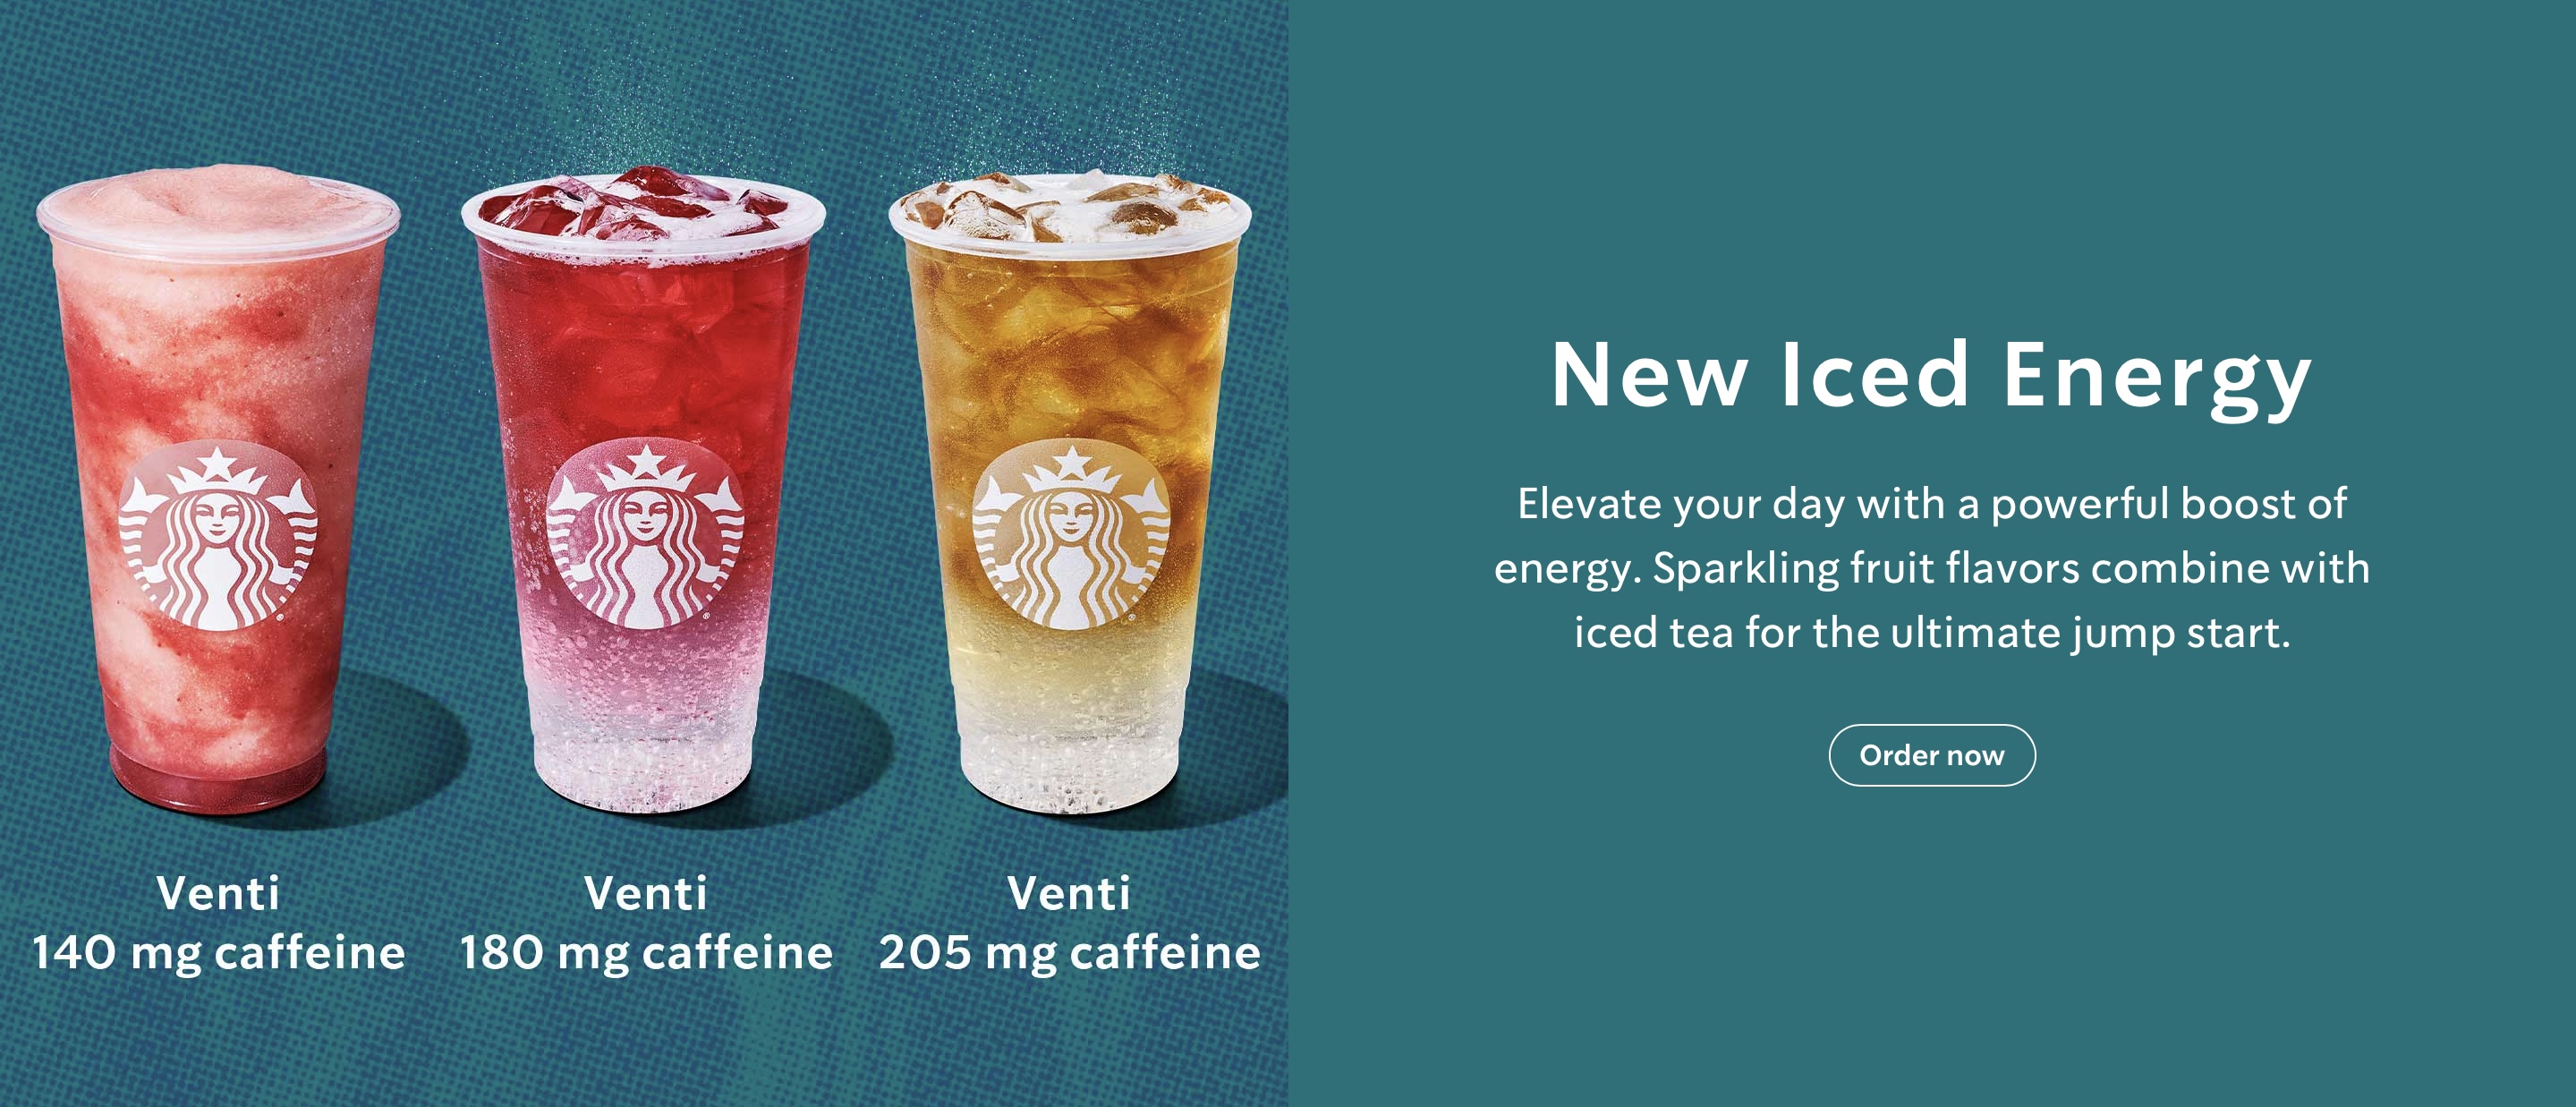 Venti
140 mg caffeine
Venti
180 mg caffeine
Venti
205 mg caffeine
New Iced Energy
Elevate your day with a powerful boost of
energy. Sparkling fruit flavors combine with
iced tea for the ultimate jump start.
Order now